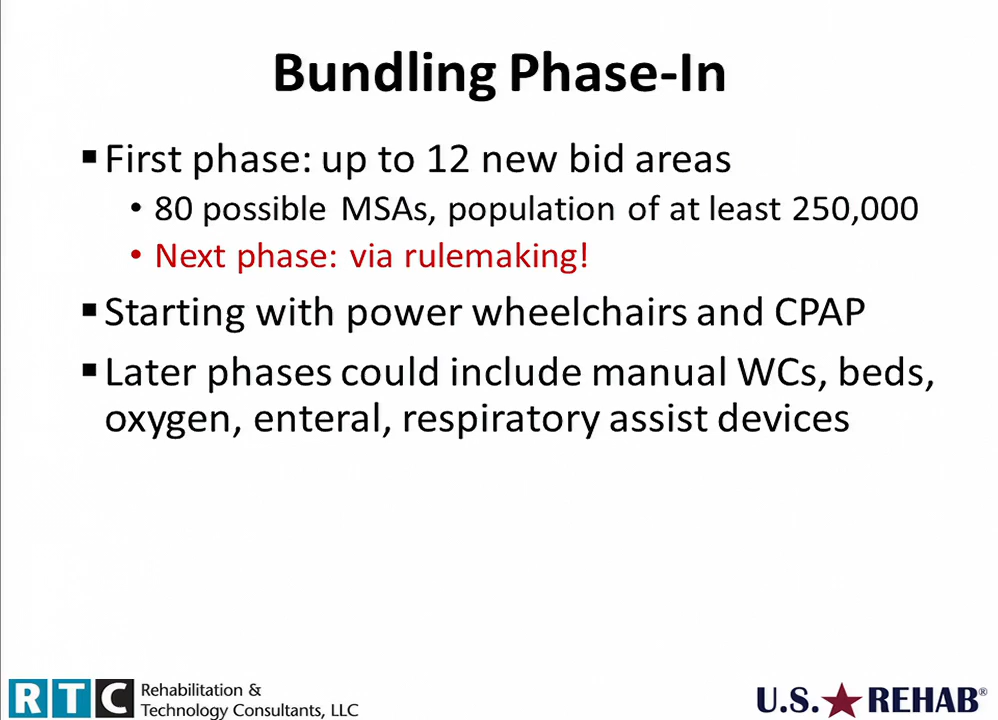 Bundling Phase-In
▪ First phase: up to 12 new bid areas
• 80 possible MSAs, population of at least 250,000
• Next phase: via rulemaking!
▪ Starting with power wheelchairs and CPAP
▪ Later phases could include manual WCs, beds,
oxygen, enteral, respiratory assist devices
RTC Rehabilitation &
Technology Consultants, LLC
U.S. REHAB®